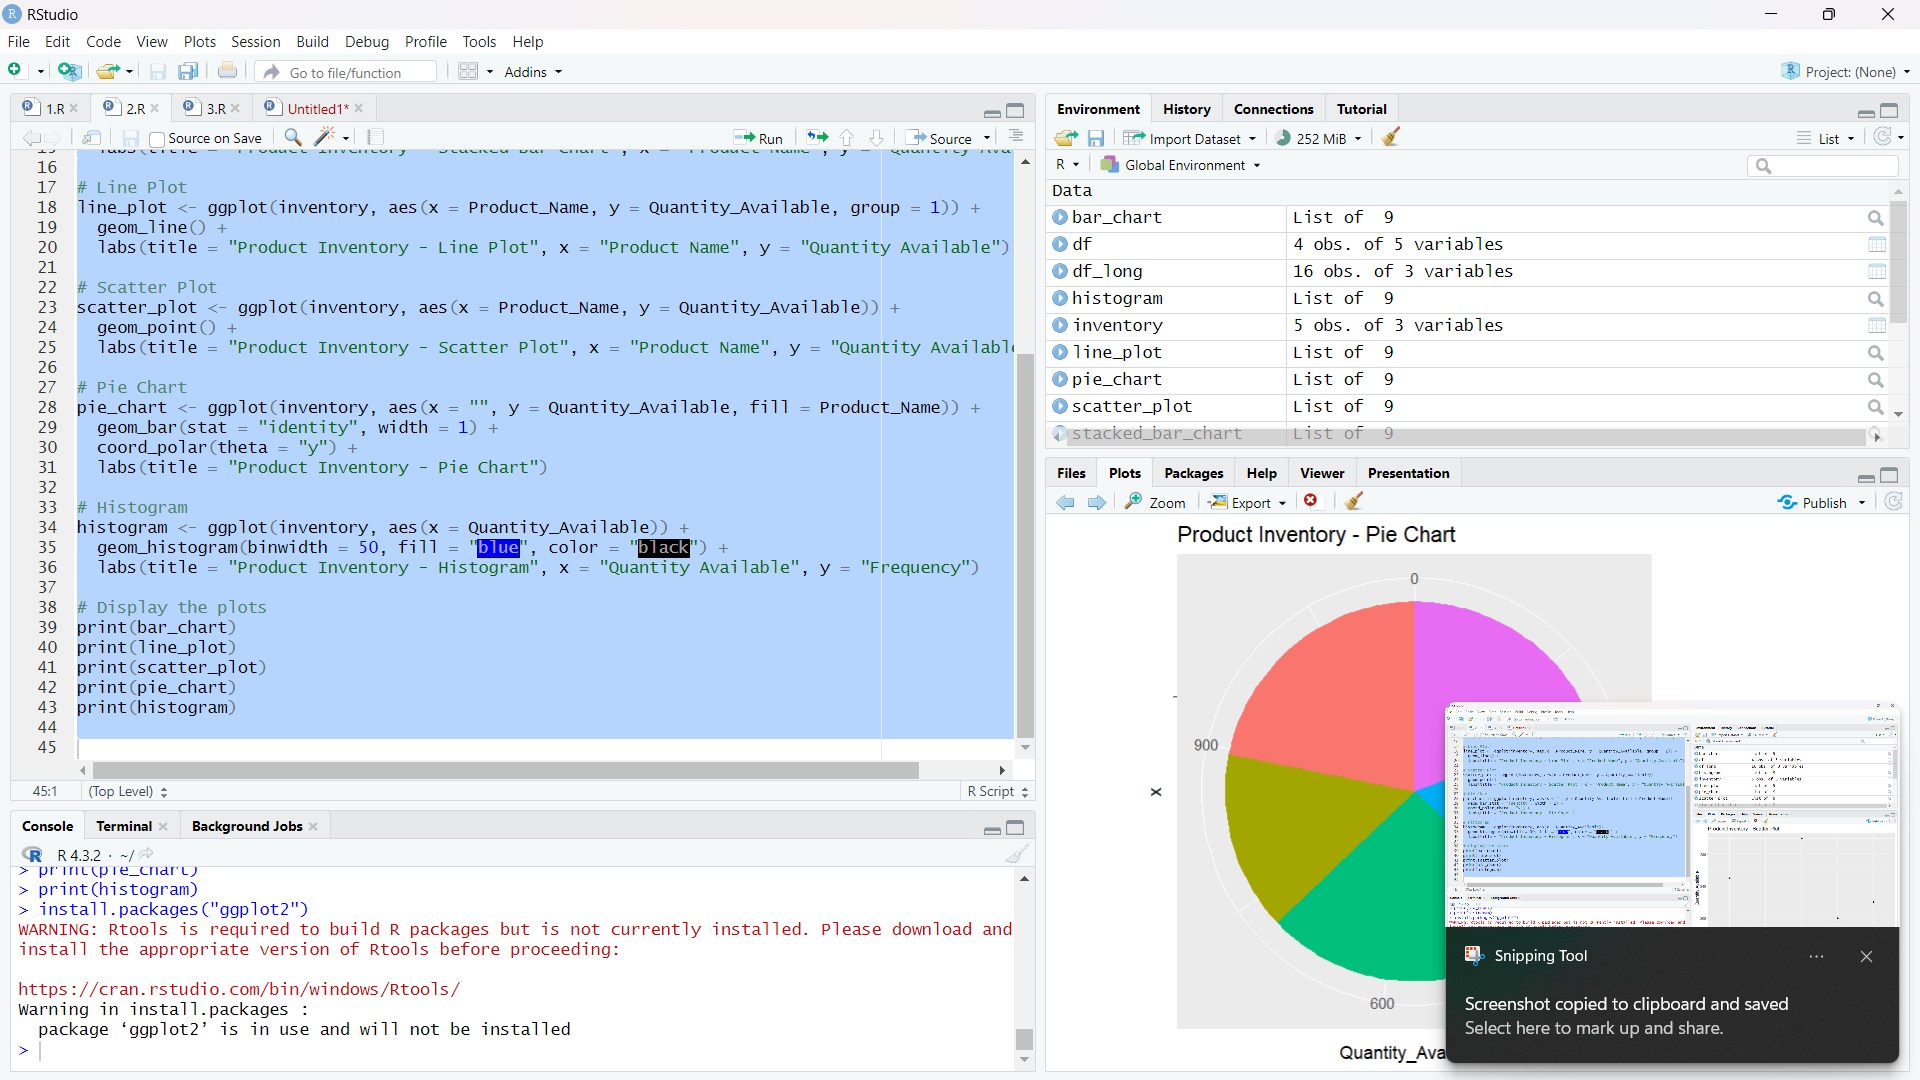 RStudio
File Edit Code View Plots Session Build Debug Profile Tools Help
Go to file/function
Addins
Project: (None)
1.R
2.R
3.R
Untitled1*
Source on Save
Run
Source
16
17 # Line Plot
18 line_plot <- ggplot(inventory, aes(x = Product_Name, y = Quantity_Available, group = 1)) +
19 geom_line() +
20 labs(title = "Product Inventory - Line Plot", x = "Product Name", y = "Quantity Available")
21
22 # Scatter Plot
23 scatter_plot <- ggplot(inventory, aes(x = Product_Name, y = Quantity_Available)) +
24 geom_point() +
25 labs(title = "Product Inventory - Scatter Plot", x = "Product Name", y = "Quantity Availabl
26
27 # Pie Chart
28 pie_chart <- ggplot(inventory, aes(x = "", y = Quantity_Available, fill = Product_Name)) +
29 geom_bar(stat = "identity", width = 1) +
30 coord_polar(theta = "y") +
31 labs(title = "Product Inventory - Pie Chart")
32
33 # Histogram
34 histogram <- ggplot(inventory, aes(x = Quantity_Available)) +
35 geom_histogram(binwidth = 50, fill = "blue", color = "black") +
36 labs(title = "Product Inventory - Histogram", x = "Quantity Available", y = "Frequency")
37
38 # Display the plots
39 print(bar_chart)
40 print(line_plot)
41 print(scatter_plot)
42 print(pie_chart)
43 print(histogram)
44
45
45:1 (Top Level) R Script
Console Terminal Background Jobs
R 4.3.2 · ~/
> print(pie_chart)
> print(histogram)
> install.packages("ggplot2")
WARNING: Rtools is required to build R packages but is not currently installed. Please download and
install the appropriate version of Rtools before proceeding:
https://cran.rstudio.com/bin/windows/Rtools/
Warning in install.packages :
package ‘ggplot2’ is in use and will not be installed
>
Environment History Connections Tutorial
Import Dataset 252 MiB List
R Global Environment
Data
bar_chart List of 9
df 4 obs. of 5 variables
df_long 16 obs. of 3 variables
histogram List of 9
inventory 5 obs. of 3 variables
line_plot List of 9
pie_chart List of 9
scatter_plot List of 9
stacked_bar_chart List of 9
Files Plots Packages Help Viewer Presentation
Zoom Export Publish
Product Inventory - Pie Chart
0
900
x
600
Quantity_Ava
Snipping Tool
Screenshot copied to clipboard and saved
Select here to mark up and share.